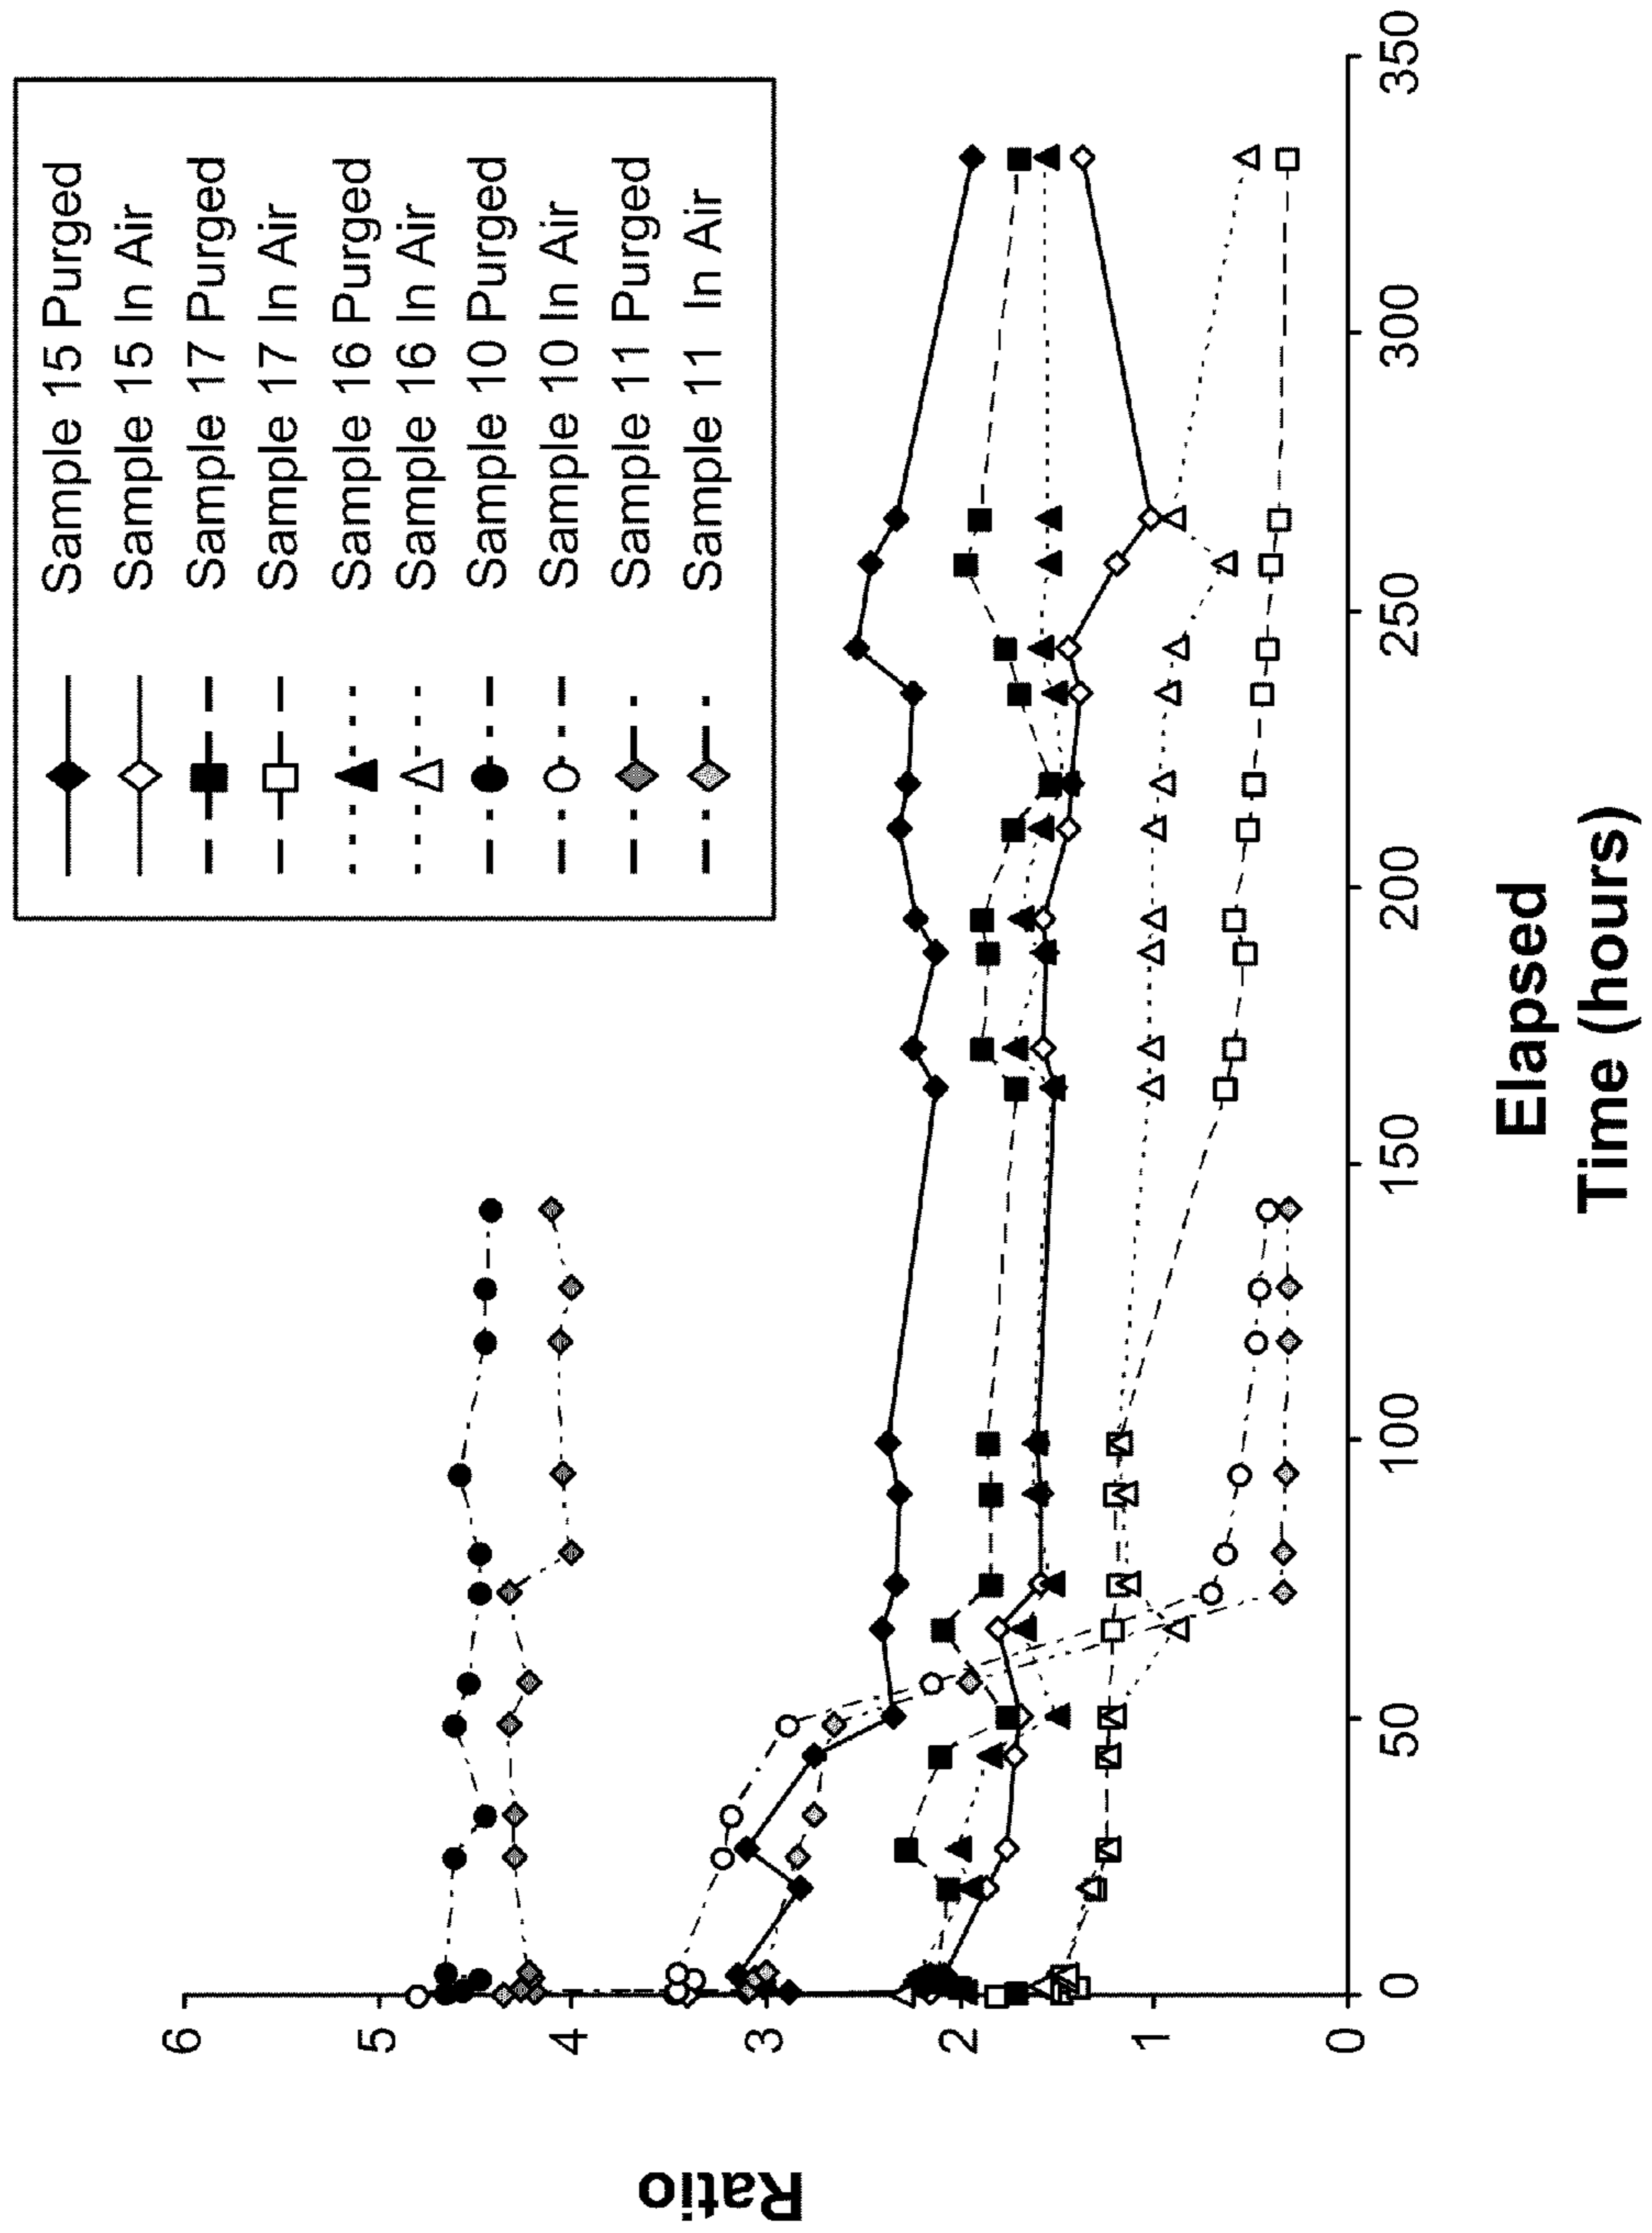 Sample 15 Purged
Sample 15 In Air
Sample 17 Purged
Sample 17 In Air
Sample 16 Purged
Sample 16 In Air
Sample 10 Purged
Sample 10 In Air
Sample 11 Purged
Sample 11 In Air
Ratio
6
5
4
3
2
1
0
0
50
100
150
200
250
300
350
Elapsed
Time (hours)